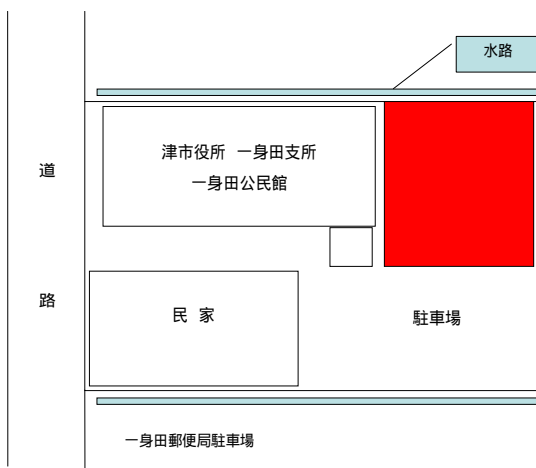 水路
津市役所 一身田支所
一身田公民館
道
路
民 家
駐車場
一身田郵便局駐車場